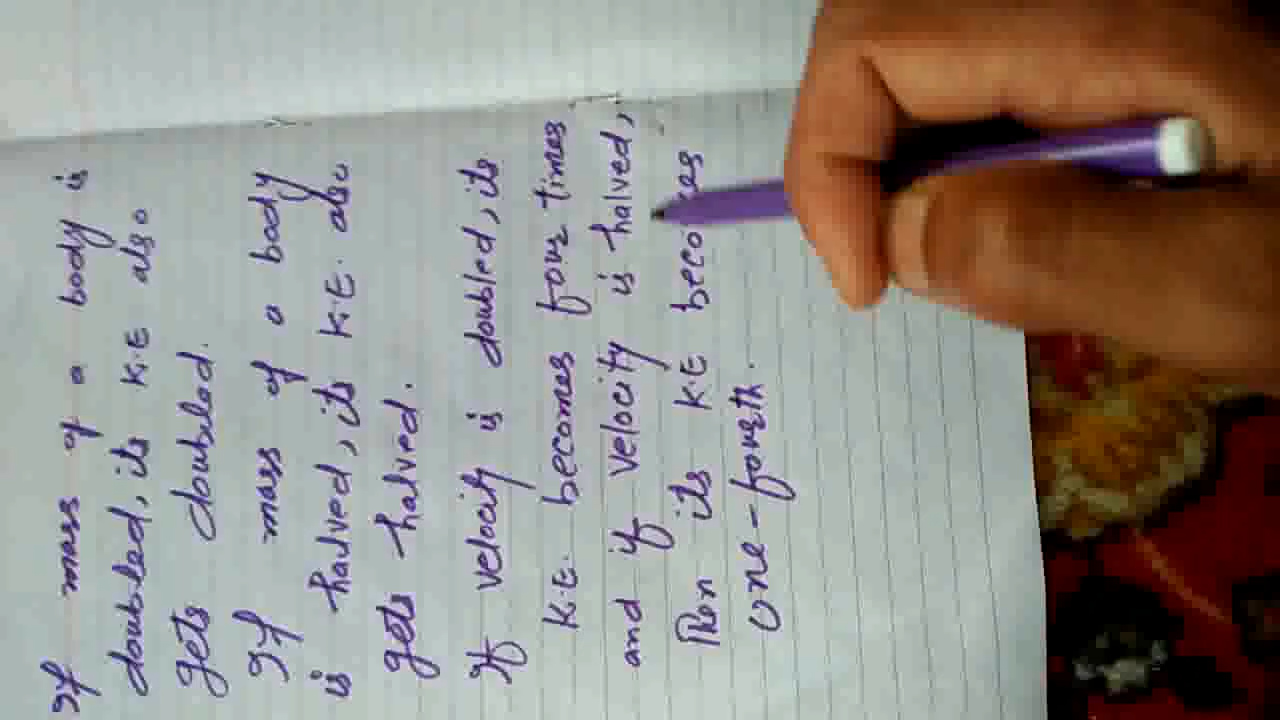 If mass of a body is
doubled, its K.E also
gets doubled.
If mass of a body
is halved, its K.E. also
gets halved.
If velocity is doubled, its
K.E. becomes four times
and if velocity is halved,
Then its K.E becomes
one-fourth.